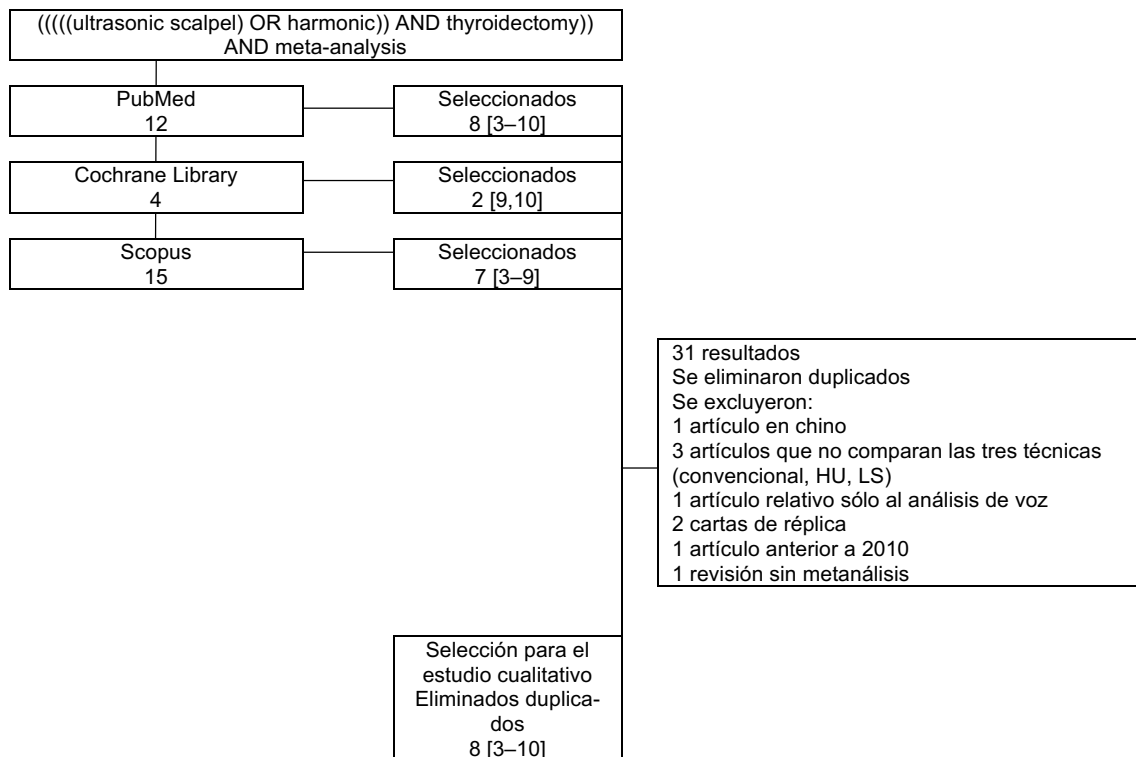 (((((ultrasonic scalpel) OR harmonic)) AND thyroidectomy))
AND meta-analysis
PubMed
12
Seleccionados
8 [3–10]
Cochrane Library
4
Seleccionados
2 [9,10]
Scopus
15
Seleccionados
7 [3–9]
31 resultados
Se eliminaron duplicados
Se excluyeron:
1 artículo en chino
3 artículos que no comparan las tres técnicas
(convencional, HU, LS)
1 artículo relativo sólo al análisis de voz
2 cartas de réplica
1 artículo anterior a 2010
1 revisión sin metanálisis
Selección para el
estudio cualitativo
Eliminados duplica-
dos
8 [3–10]